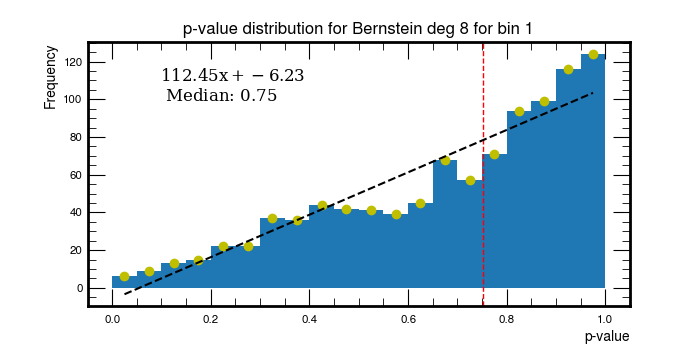 p-value distribution for Bernstein deg 8 for bin 1
Frequency
112.45x + −6.23
Median: 0.75
120
100
80
60
40
20
0
0.0 0.2 0.4 0.6 0.8 1.0
p-value